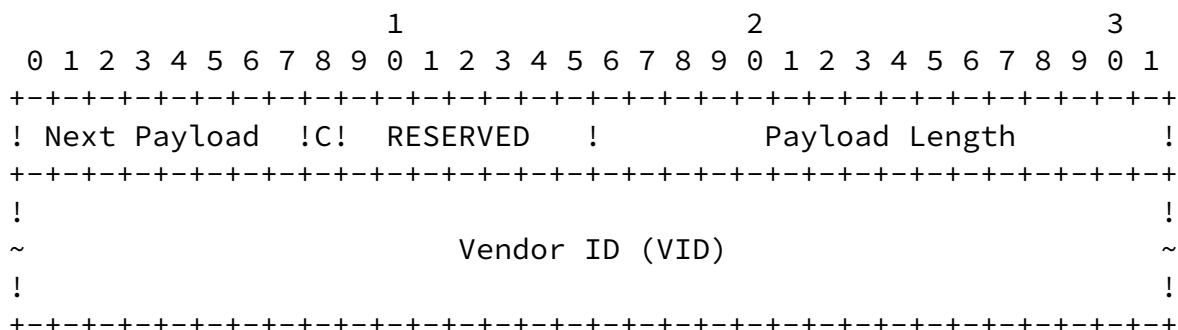 1                   2                   3
 0 1 2 3 4 5 6 7 8 9 0 1 2 3 4 5 6 7 8 9 0 1 2 3 4 5 6 7 8 9 0 1
+-+-+-+-+-+-+-+-+-+-+-+-+-+-+-+-+-+-+-+-+-+-+-+-+-+-+-+-+-+-+-+-+
! Next Payload  !C!  RESERVED   !         Payload Length        !
+-+-+-+-+-+-+-+-+-+-+-+-+-+-+-+-+-+-+-+-+-+-+-+-+-+-+-+-+-+-+-+-+
!                                                               !
~                        Vendor ID (VID)                        ~
!                                                               !
+-+-+-+-+-+-+-+-+-+-+-+-+-+-+-+-+-+-+-+-+-+-+-+-+-+-+-+-+-+-+-+-+